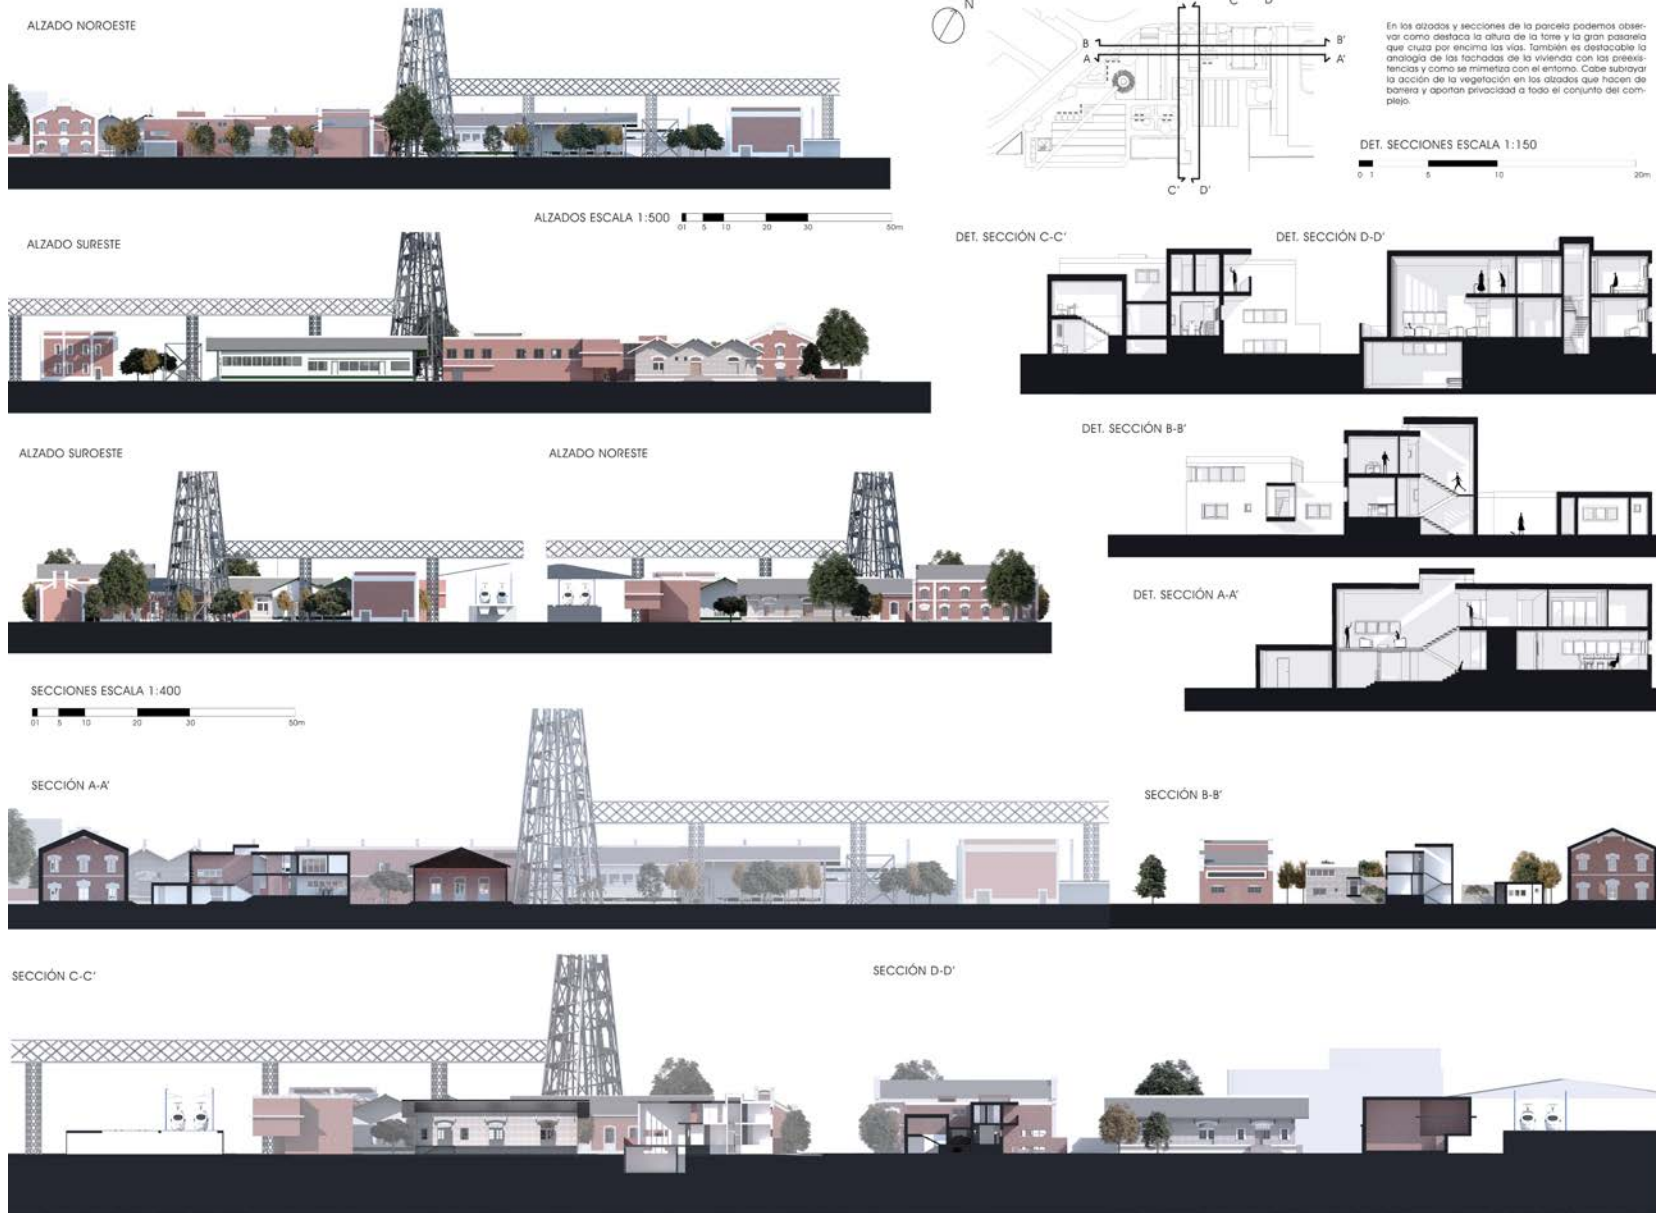 ALZADO NOROESTE
N
C
D
B
B'
A
A'
C'
D'
En los alzados y secciones de la parcela podemos obser-
var como destaca la altura de la torre y la gran pasarela
que cruza por encima las vías. También es destacable la
analogía de las fachadas de la vivienda con las preexis-
tencias y como se mimetiza con el entorno. Cabe subrayar
la acción de la vegetación en los alzados que hacen de
barrera y aportan privacidad a todo el conjunto del com-
plejo.
DET. SECCIONES ESCALA 1:150
0 1 5 10 20m
ALZADOS ESCALA 1:500
01 5 10 20 30 50m
ALZADO SURESTE
DET. SECCIÓN C-C'
DET. SECCIÓN D-D'
DET. SECCIÓN B-B'
ALZADO SUROESTE
ALZADO NORESTE
DET. SECCIÓN A-A'
SECCIONES ESCALA 1:400
01 5 10 20 30 50m
SECCIÓN A-A'
SECCIÓN B-B'
SECCIÓN C-C'
SECCIÓN D-D'